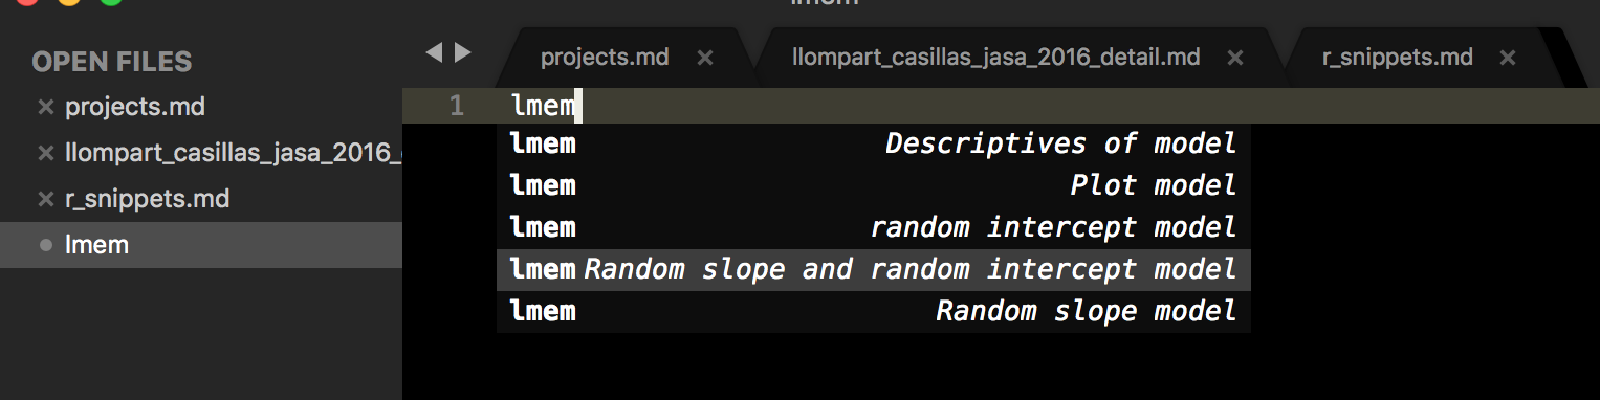 OPEN FILES
projects.md
llompart_casillas_jasa_2016_
r_snippets.md
lmem
projects.md
llompart_casillas_jasa_2016_detail.md
r_snippets.md
1 lmem
lmem Descriptives of model
lmem Plot model
lmem random intercept model
lmem Random slope and random intercept model
lmem Random slope model